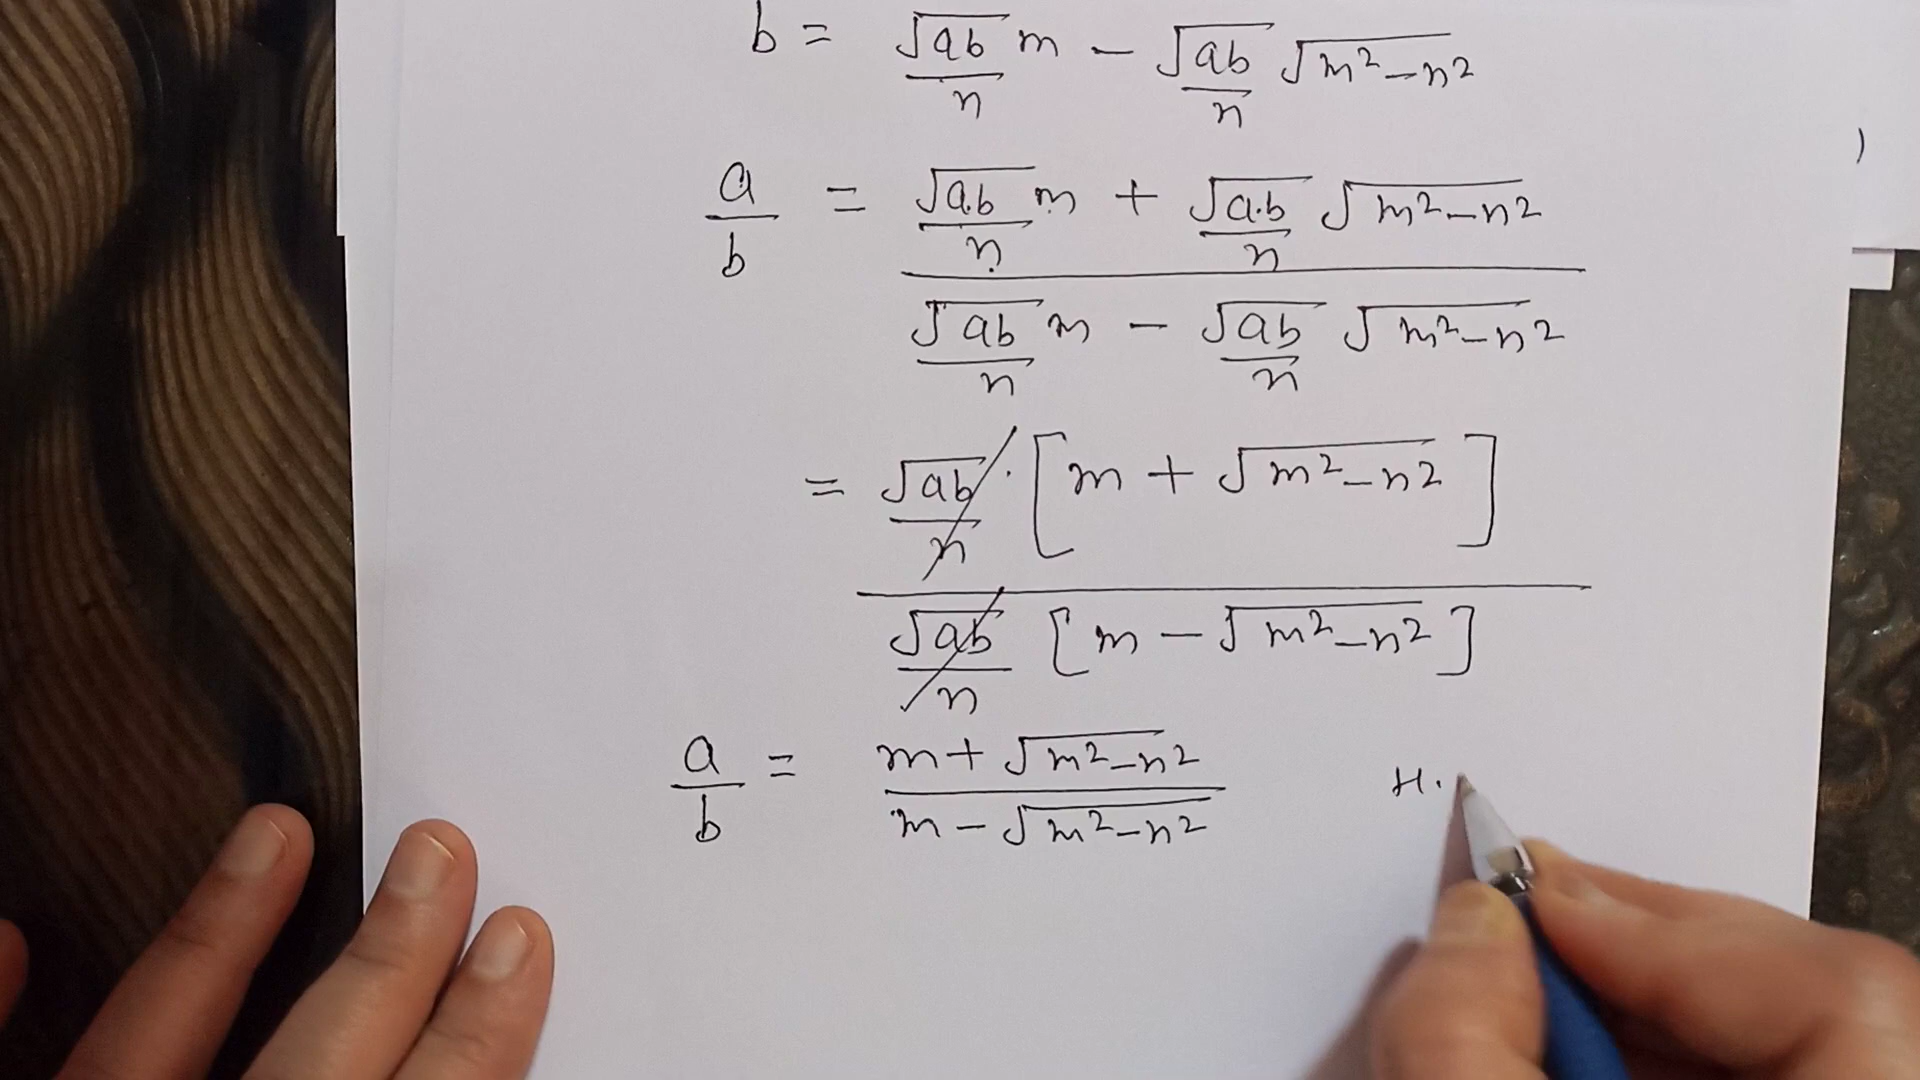 b = √ab/n m − √ab/n √m²−n²
a/b = (√a.b/n m + √a.b/n √m²−n²) / (√ab/n m − √ab/n √m²−n²)
= √ab/n . [m + √m²−n²] / √ab/n [m − √m²−n²]
a/b = (m + √m²−n²) / (m − √m²−n²) H.